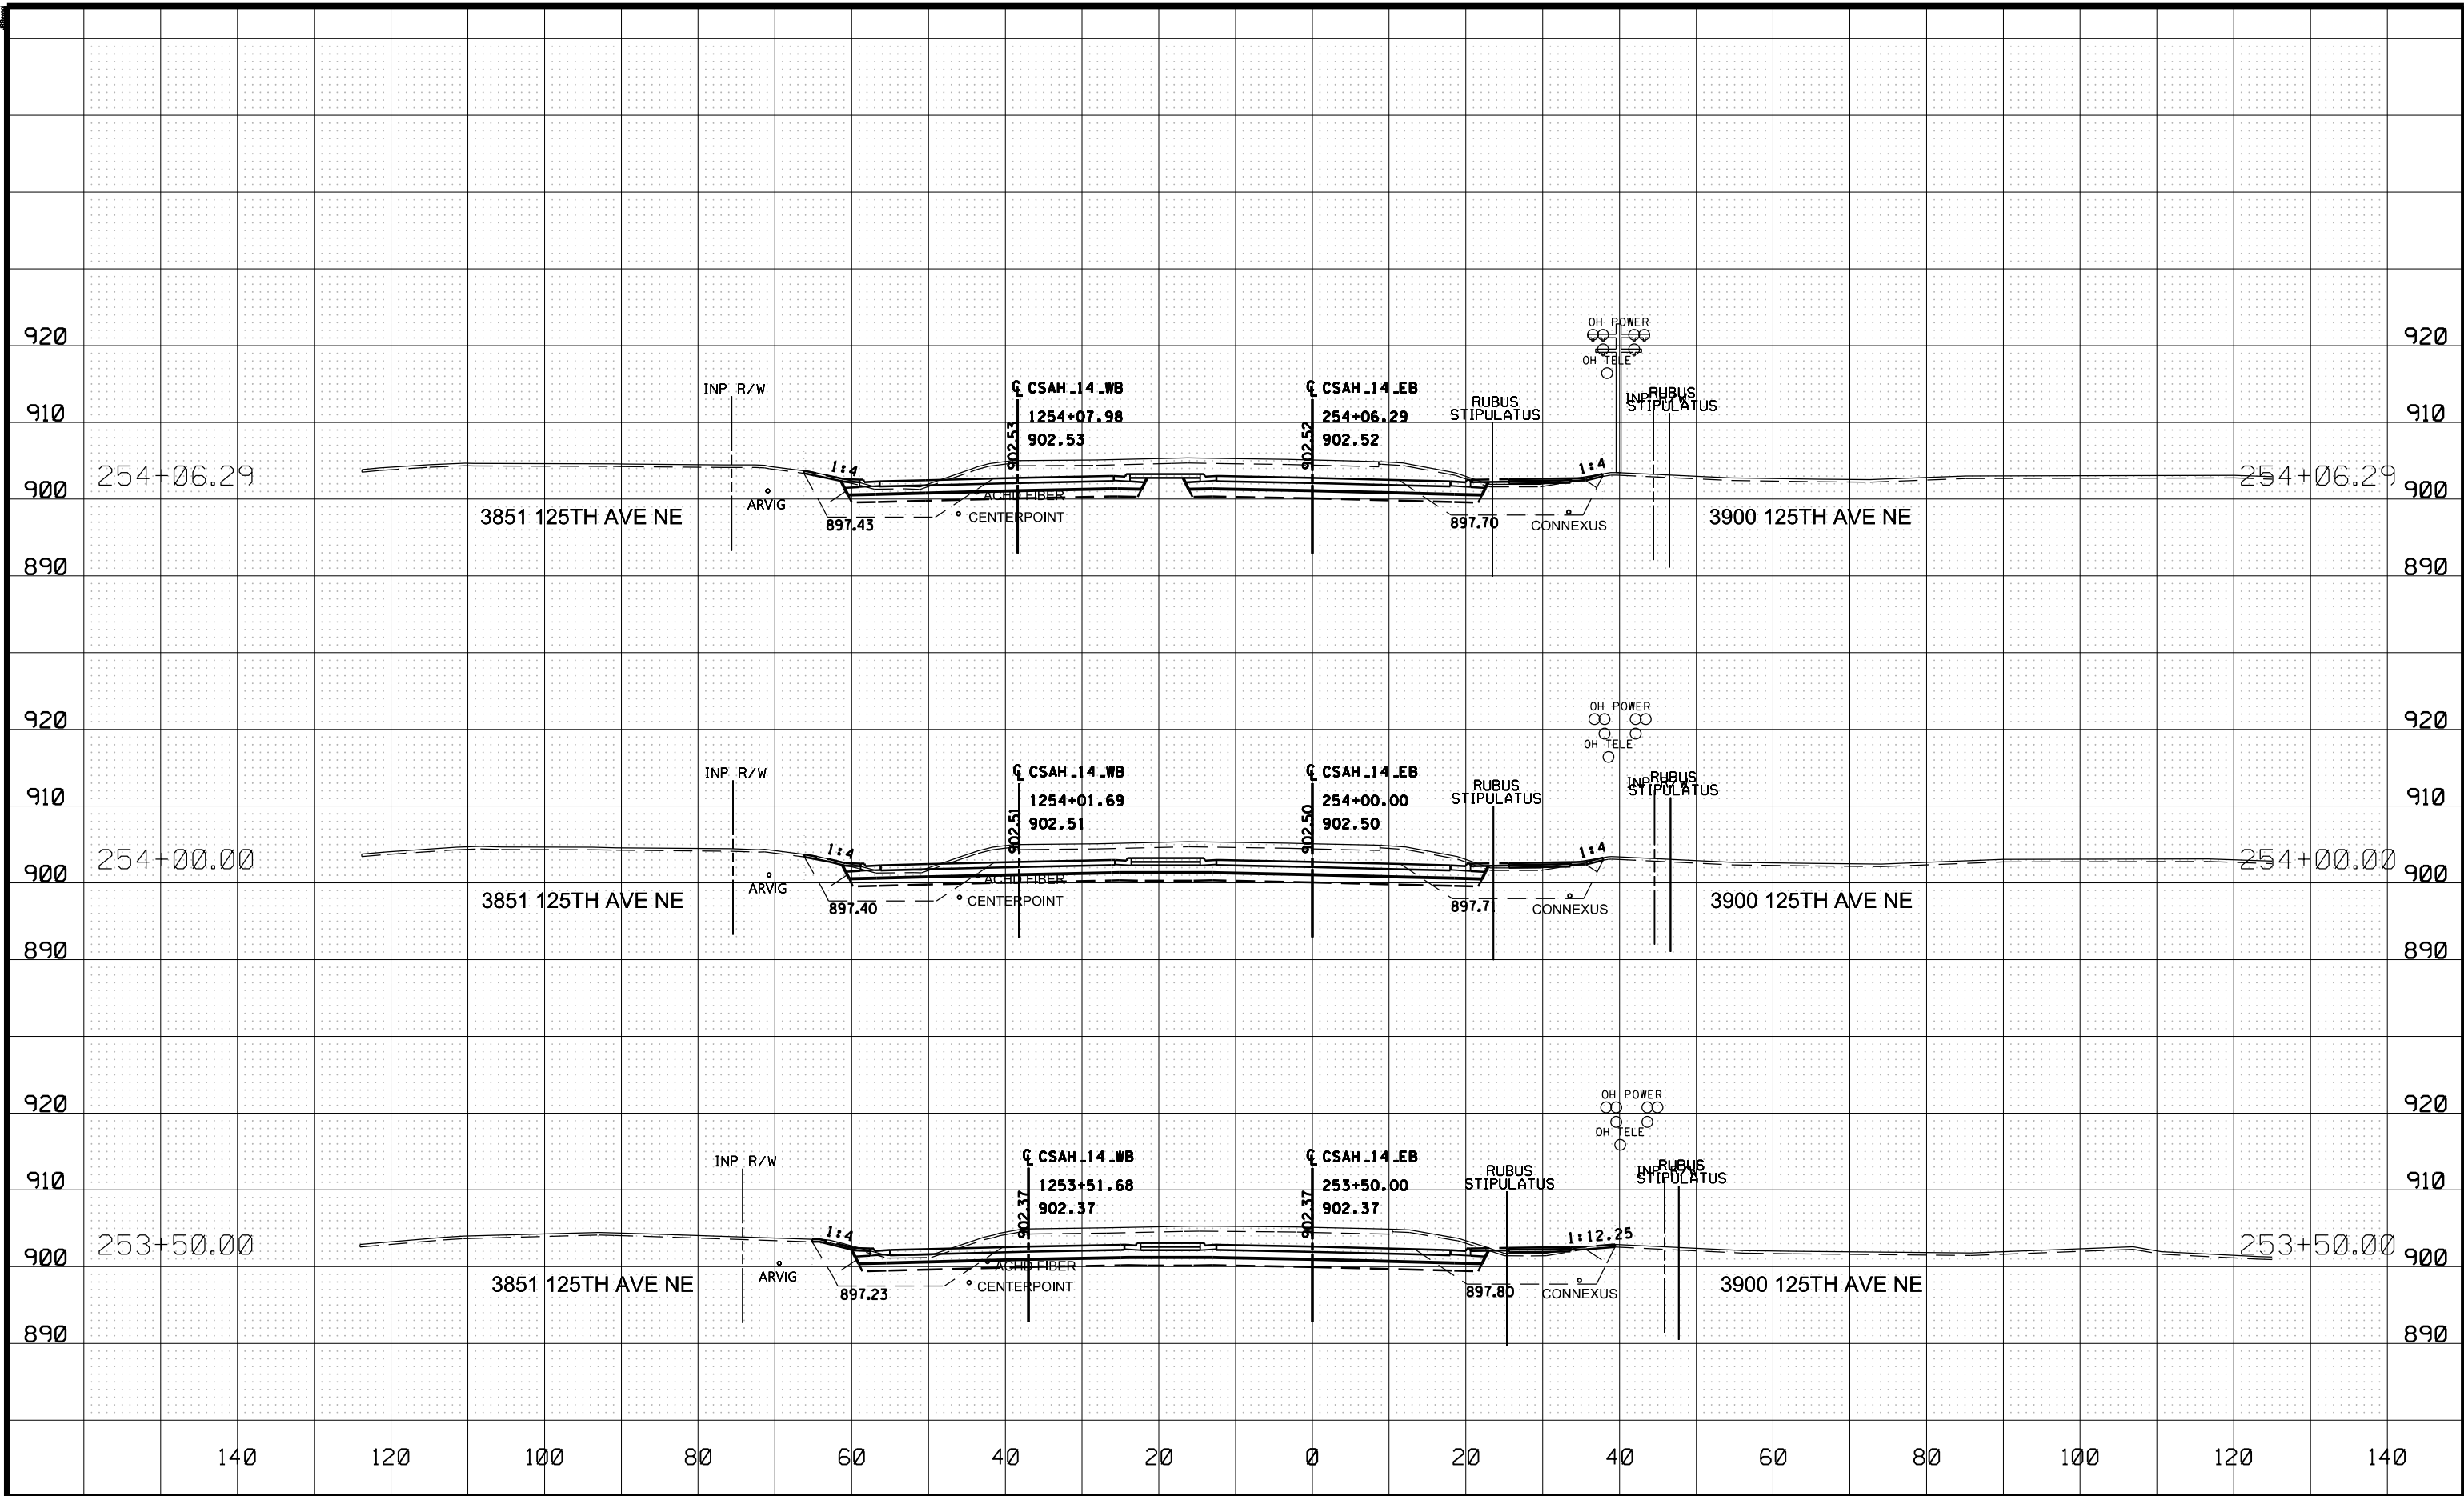 920
OH POWER
920
OH TELE
INP R/W
℄ CSAH_14_WB
℄ CSAH_14_EB
RUBUS
STIPULATUS
INP R/W
RUBUS
STIPULATUS
910
1254+07.98
254+06.29
910
902.53
902.53
902.52
902.52
254+06.29
1:4
1:4
254+06.29
900
ARVIG
ACHD FIBER
900
3851 125TH AVE NE
897.43
CENTERPOINT
897.70
CONNEXUS
3900 125TH AVE NE
890
890
920
OH POWER
920
OH TELE
INP R/W
℄ CSAH_14_WB
℄ CSAH_14_EB
RUBUS
STIPULATUS
INP R/W
RUBUS
STIPULATUS
910
1254+01.69
254+00.00
910
902.51
902.51
902.50
902.50
254+00.00
1:4
1:4
254+00.00
900
ARVIG
ACHD FIBER
900
3851 125TH AVE NE
897.40
CENTERPOINT
897.71
CONNEXUS
3900 125TH AVE NE
890
890
920
OH POWER
920
OH TELE
INP R/W
℄ CSAH_14_WB
℄ CSAH_14_EB
RUBUS
STIPULATUS
INP R/W
RUBUS
STIPULATUS
910
1253+51.68
253+50.00
910
902.37
902.37
902.37
902.37
253+50.00
1:4
1:12.25
253+50.00
900
ARVIG
ACHD FIBER
900
3851 125TH AVE NE
897.23
CENTERPOINT
897.80
CONNEXUS
3900 125TH AVE NE
890
890
140 120 100 80 60 40 20 0 20 40 60 80 100 120 140